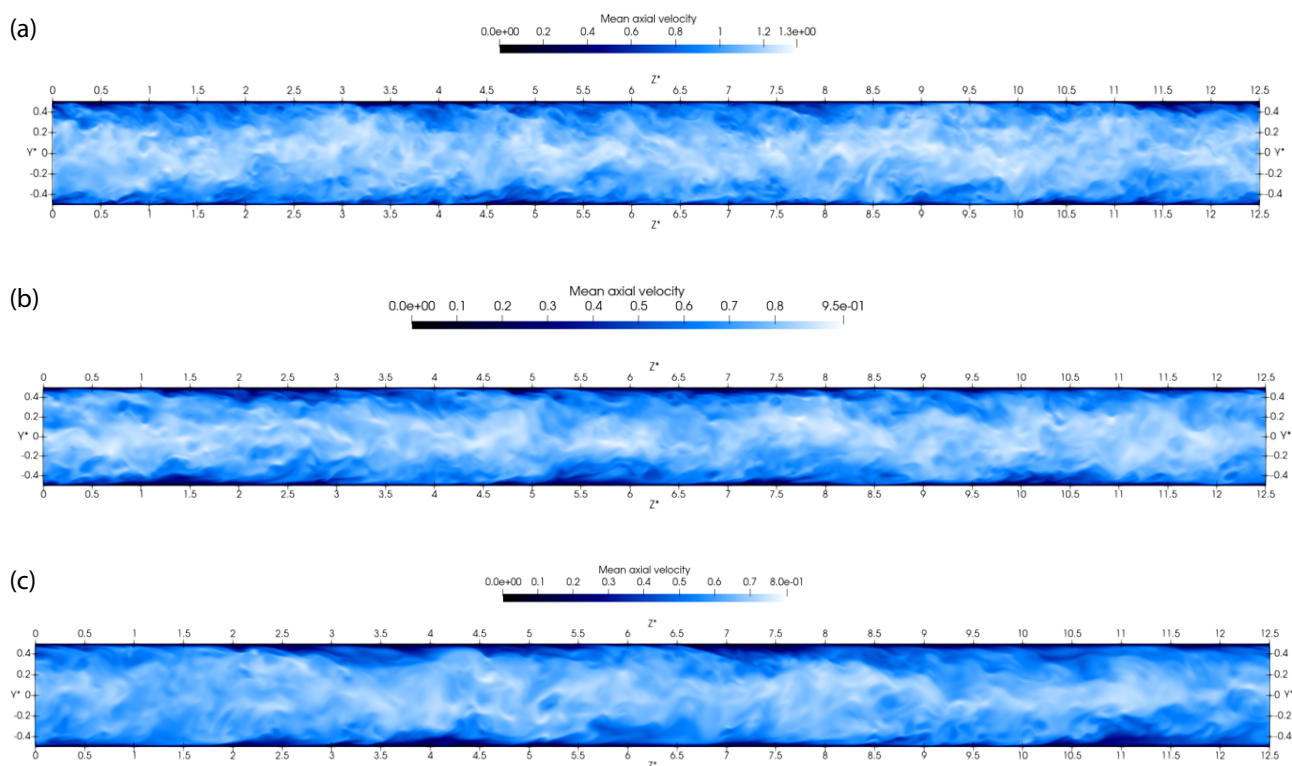 (a)
Mean axial velocity
0.0e+00 0.2 0.4 0.6 0.8 1 1.2 1.3e+00
Z*
0 0.5 1 1.5 2 2.5 3 3.5 4 4.5 5 5.5 6 6.5 7 7.5 8 8.5 9 9.5 10 10.5 11 11.5 12 12.5
0.4 0.4
0.2 0.2
Y* 0 0 Y*
-0.2 -0.2
-0.4 -0.4
0 0.5 1 1.5 2 2.5 3 3.5 4 4.5 5 5.5 6 6.5 7 7.5 8 8.5 9 9.5 10 10.5 11 11.5 12 12.5
Z*
(b)
Mean axial velocity
0.0e+00 0.1 0.2 0.3 0.4 0.5 0.6 0.7 0.8 9.5e-01
Z*
0 0.5 1 1.5 2 2.5 3 3.5 4 4.5 5 5.5 6 6.5 7 7.5 8 8.5 9 9.5 10 10.5 11 11.5 12 12.5
0.4 0.4
0.2 0.2
Y* 0 0 Y*
-0.2 -0.2
-0.4 -0.4
0 0.5 1 1.5 2 2.5 3 3.5 4 4.5 5 5.5 6 6.5 7 7.5 8 8.5 9 9.5 10 10.5 11 11.5 12 12.5
Z*
(c)
Mean axial velocity
0.0e+00 0.1 0.2 0.3 0.4 0.5 0.6 0.7 8.0e-01
Z*
0 0.5 1 1.5 2 2.5 3 3.5 4 4.5 5 5.5 6 6.5 7 7.5 8 8.5 9 9.5 10 10.5 11 11.5 12 12.5
0.4 0.4
0.2 0.2
Y* 0 0 Y*
-0.2 -0.2
-0.4 -0.4
0 0.5 1 1.5 2 2.5 3 3.5 4 4.5 5 5.5 6 6.5 7 7.5 8 8.5 9 9.5 10 10.5 11 11.5 12 12.5
Z*